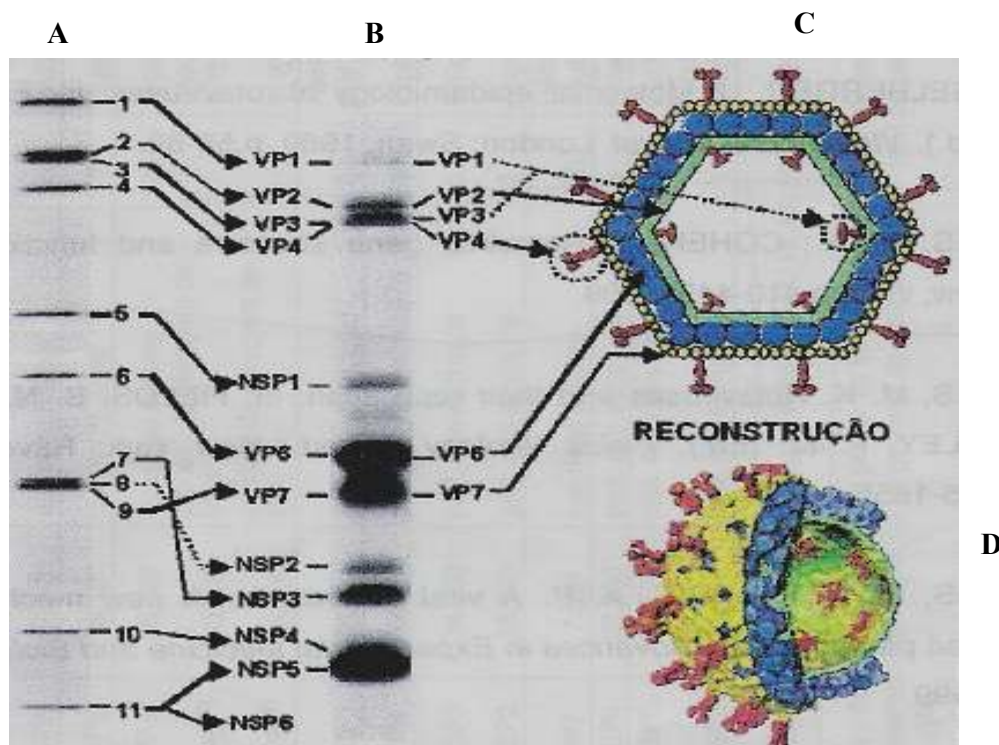 A B C
1
2
3
4
VP1 VP1
VP2 VP2
VP3 VP3
VP4 VP4
5
NSP1
6
RECONSTRUÇÃO
VP6 VP6
7
8
9
VP7 VP7
D
NSP2
NSP3
10
NSP4
NSP5
11
NSP6